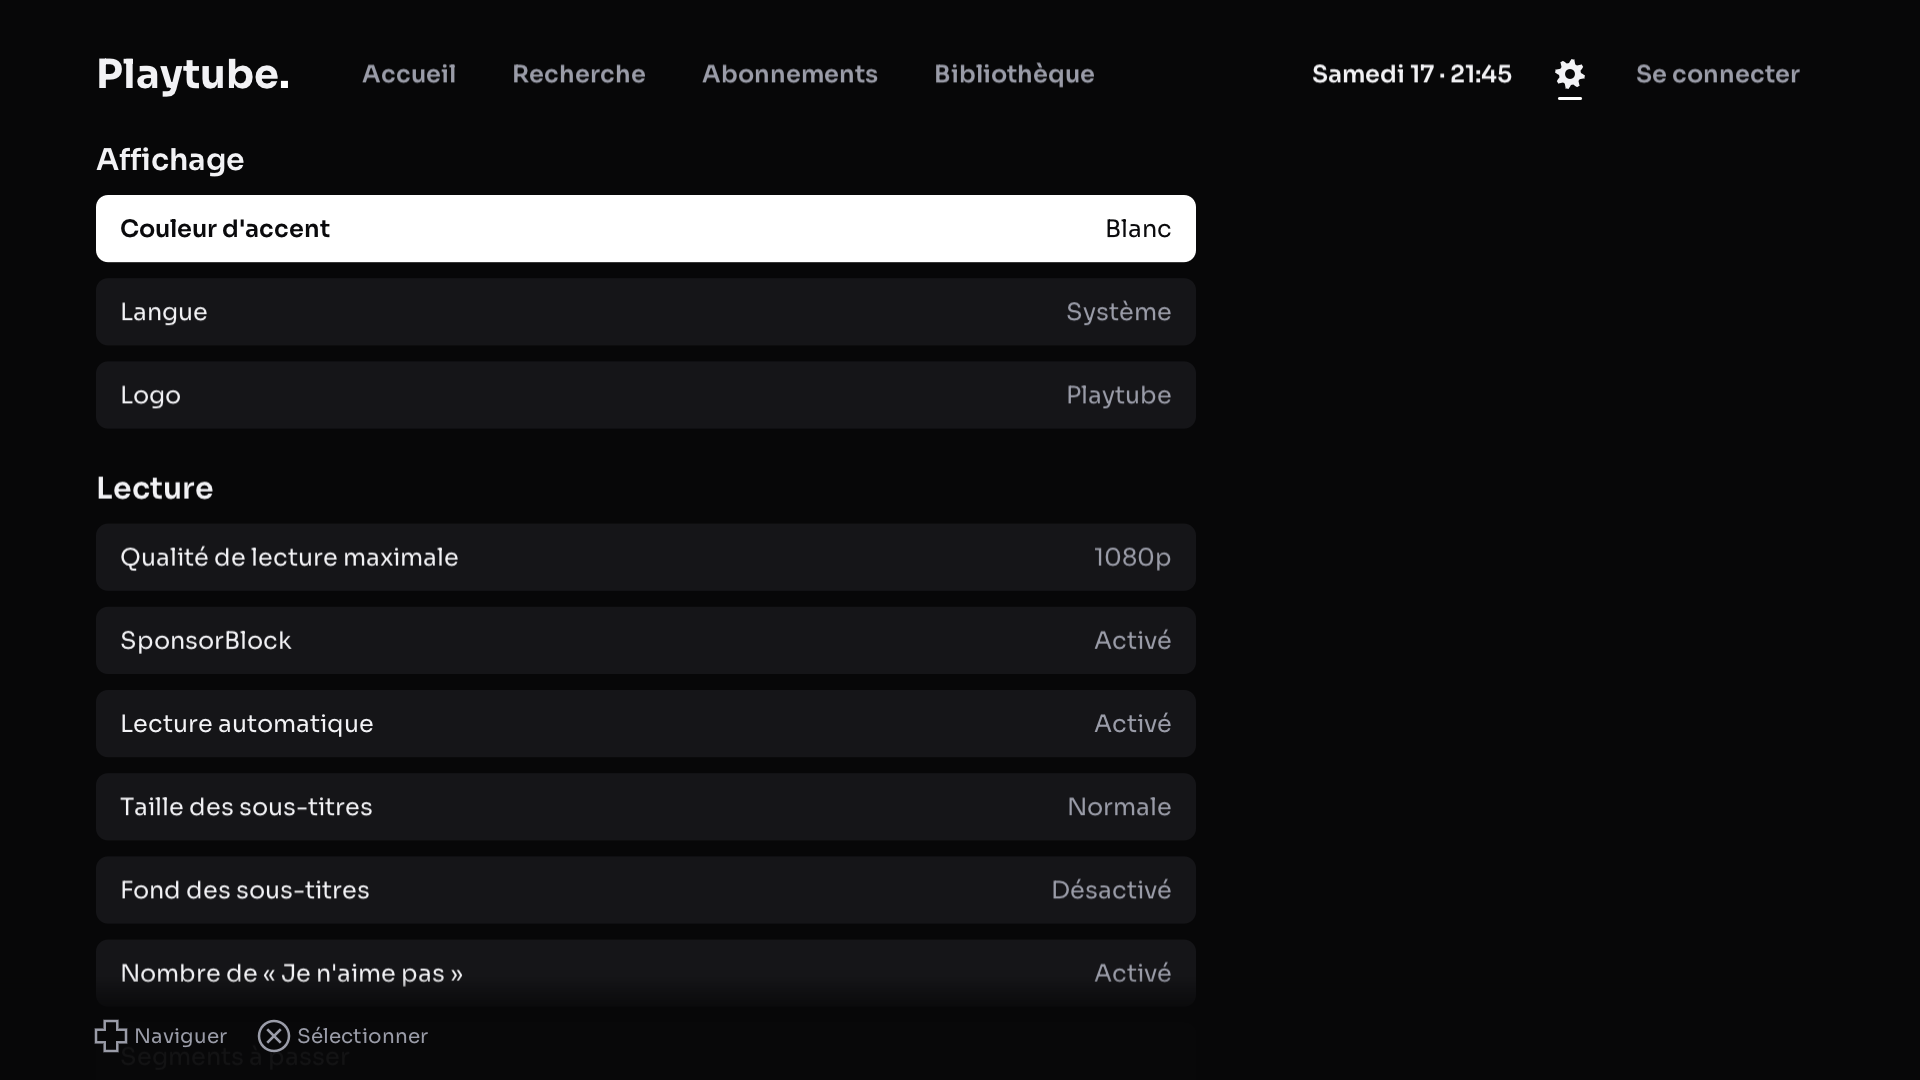 Playtube.
Accueil
Recherche
Abonnements
Bibliothèque
Samedi 17 · 21:45
Se connecter
Affichage
Couleur d'accent
Blanc
Langue
Système
Logo
Playtube
Lecture
Qualité de lecture maximale
1080p
SponsorBlock
Activé
Lecture automatique
Activé
Taille des sous-titres
Normale
Fond des sous-titres
Désactivé
Nombre de « Je n'aime pas »
Activé
Naviguer
Sélectionner
Segments à passer